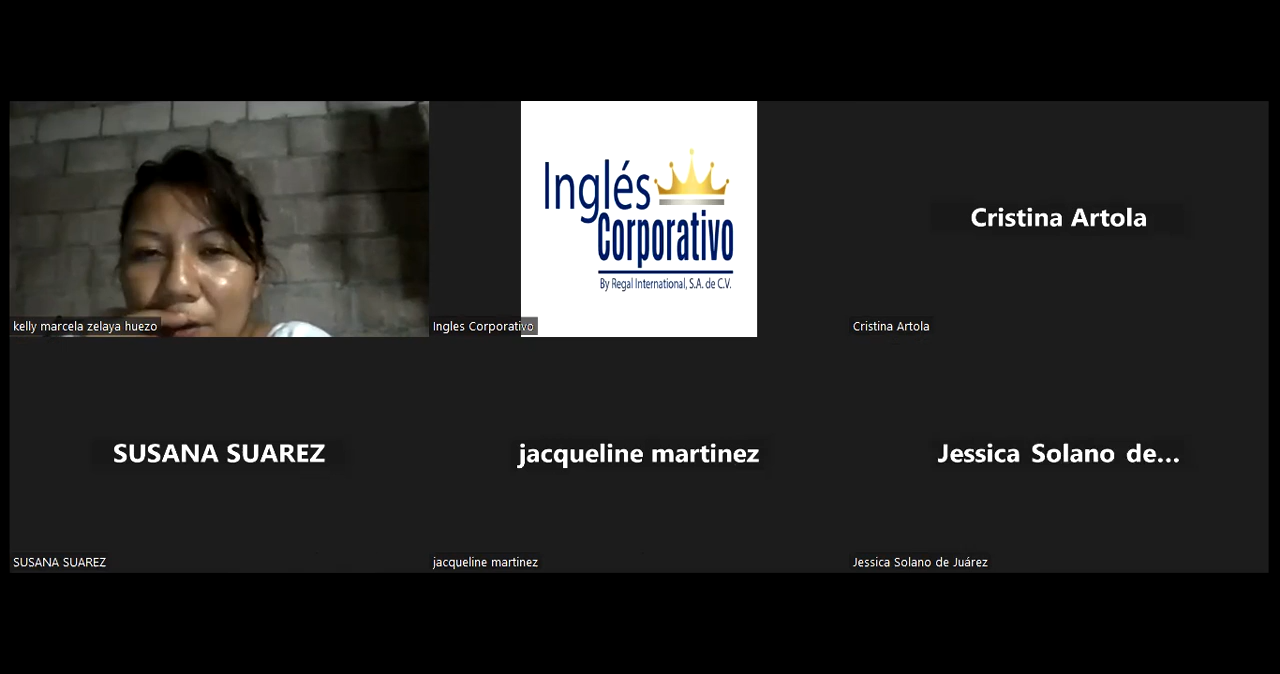 kelly marcela zelaya huezo
Inglés
Corporativo
By Regal International, S.A. de C.V.
Ingles Corporativo
Cristina Artola
Cristina Artola
SUSANA SUAREZ
SUSANA SUAREZ
jacqueline martinez
jacqueline martinez
Jessica Solano de...
Jessica Solano de Juárez